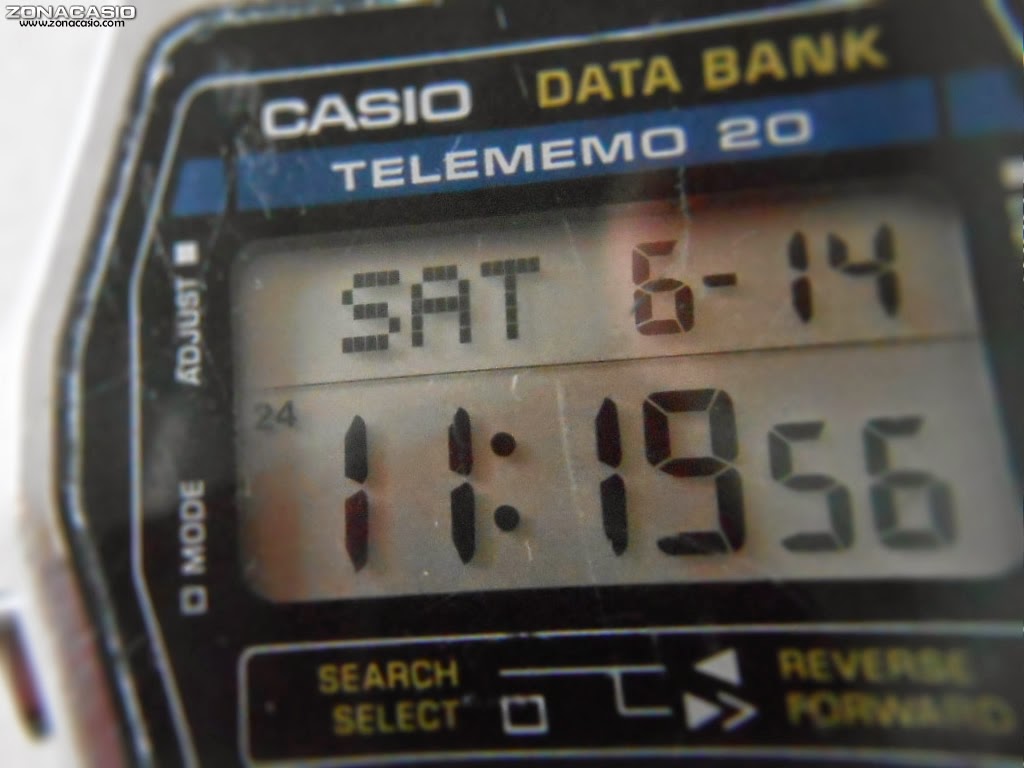 ZONACASIO
www.zonacasio.com
CASIO DATA BANK
TELEMEMO 20
ADJUST
SAT 6-14
24 11:19 56
MODE
SEARCH REVERSE
SELECT FORWARD